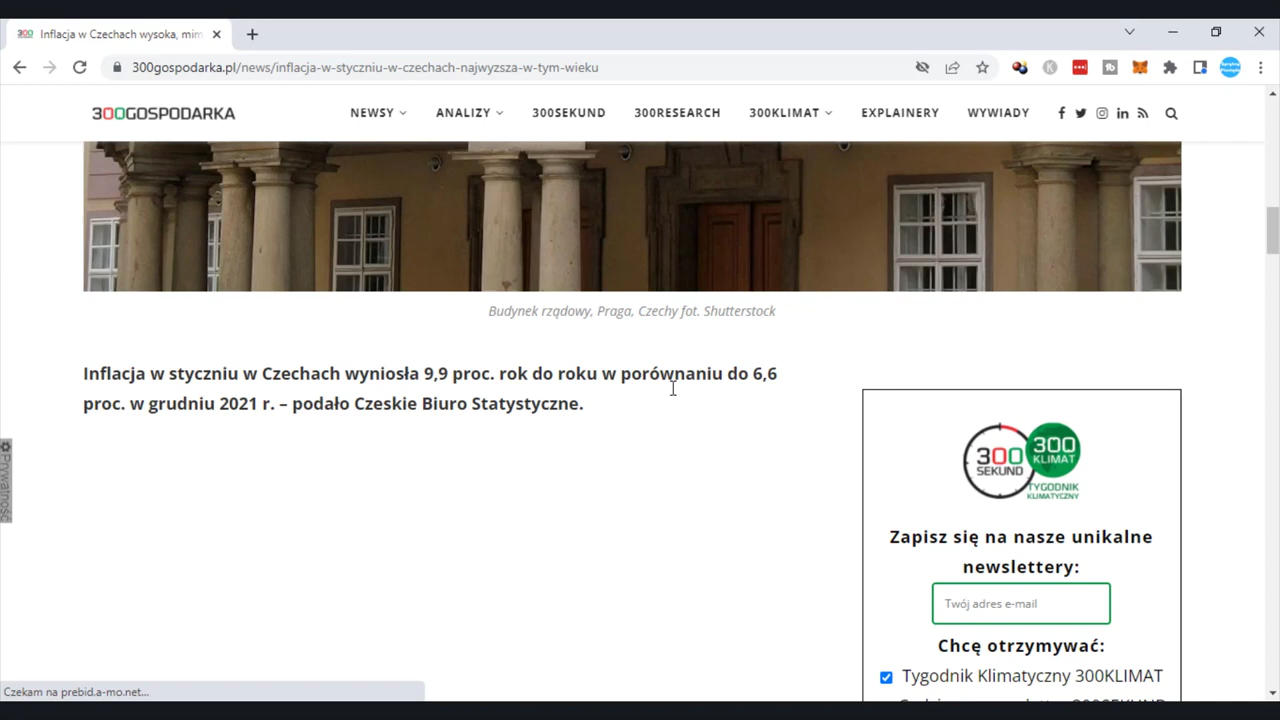 Inflacja w Czechach wysoka, mim
300gospodarka.pl/news/inflacja-w-styczniu-w-czechach-najwyzsza-w-tym-wieku
300GOSPODARKA
NEWSY
ANALIZY
300SEKUND
300RESEARCH
300KLIMAT
EXPLAINERY
WYWIADY
Budynek rządowy, Praga, Czechy fot. Shutterstock
Inflacja w styczniu w Czechach wyniosła 9,9 proc. rok do roku w porównaniu do 6,6
proc. w grudniu 2021 r. – podało Czeskie Biuro Statystyczne.
Prywatność
300
SEKUND
300
KLIMAT
TYGODNIK
KLIMATYCZNY
Zapisz się na nasze unikalne
newslettery:
Twój adres e-mail
Chcę otrzymywać:
Tygodnik Klimatyczny 300KLIMAT
Czekam na prebid.a-mo.net...